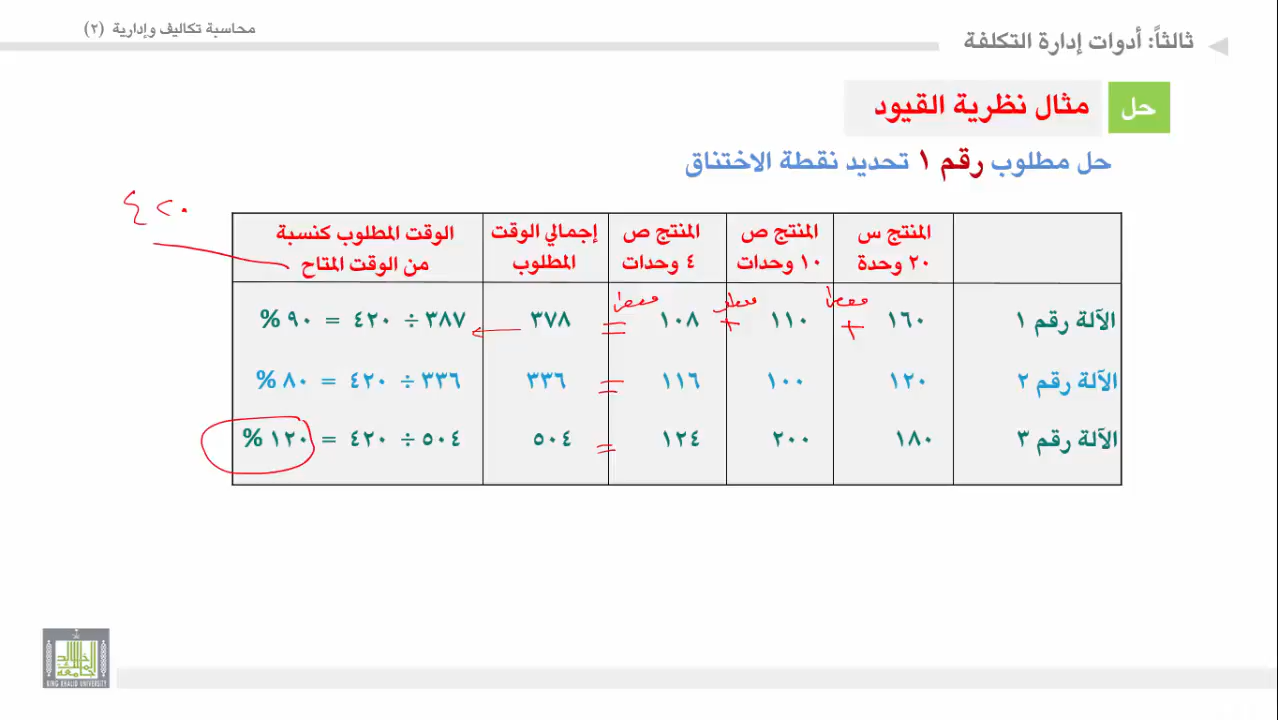 محاسبة تكاليف وإدارية (٢)
ثالثاً: أدوات إدارة التكلفة
حل مثال نظرية القيود
حل مطلوب رقم ١ تحديد نقطة الاختناق
٤٢٠
المنتج س ٢٠ وحدة
المنتج ص ١٠ وحدات
المنتج ص ٤ وحدات
إجمالي الوقت المطلوب
الوقت المطلوب كنسبة من الوقت المتاح
الآلة رقم ١ ١٦٠ + ١١٠ + ١٠٨ = ٣٧٨ ٣٨٧ ÷ ٤٢٠ = ٩٠ %
الآلة رقم ٢ ١٢٠ ١٠٠ ١١٦ = ٣٣٦ ٣٣٦ ÷ ٤٢٠ = ٨٠ %
الآلة رقم ٣ ١٨٠ ٢٠٠ ١٢٤ = ٥٠٤ ٥٠٤ ÷ ٤٢٠ = ١٢٠ %
KING KHALID UNIVERSITY